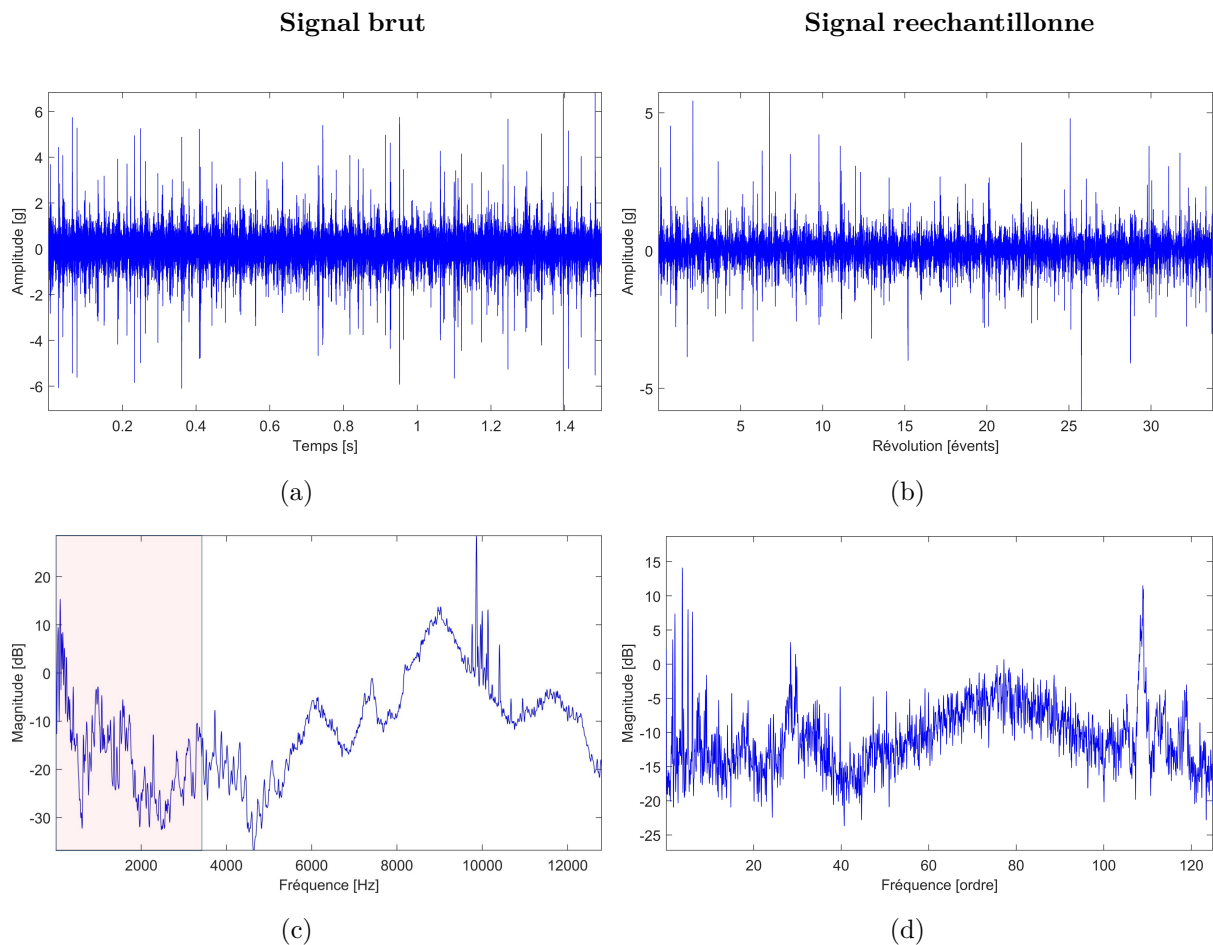 Signal brut
Signal reechantillonne
6
4
2
0
-2
-4
-6
Amplitude [g]
0.2 0.4 0.6 0.8 1 1.2 1.4
Temps [s]
(a)
5
0
-5
Amplitude [g]
5 10 15 20 25 30
Révolution [évents]
(b)
20
10
0
-10
-20
-30
Magnitude [dB]
2000 4000 6000 8000 10000 12000
Fréquence [Hz]
(c)
15
10
5
0
-5
-10
-15
-20
-25
Magnitude [dB]
20 40 60 80 100 120
Fréquence [ordre]
(d)